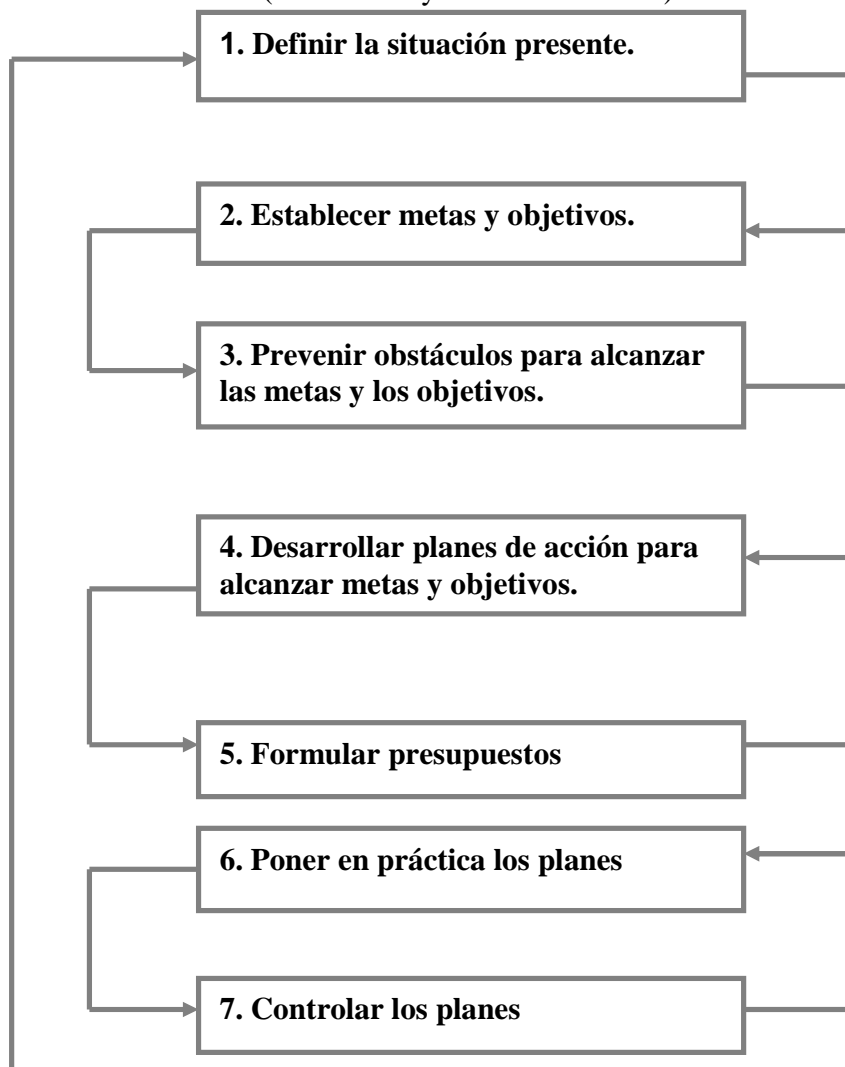 1. Definir la situación presente.
2. Establecer metas y objetivos.
3. Prevenir obstáculos para alcanzar
las metas y los objetivos.
4. Desarrollar planes de acción para
alcanzar metas y objetivos.
5. Formular presupuestos
6. Poner en práctica los planes
7. Controlar los planes